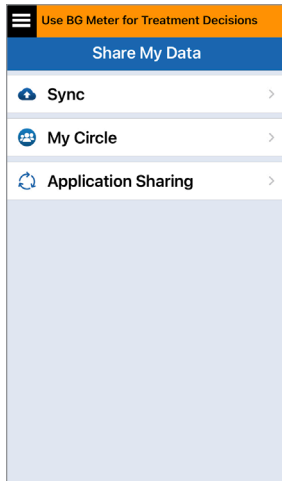 Use BG Meter for Treatment Decisions
Share My Data
Sync
My Circle
Application Sharing